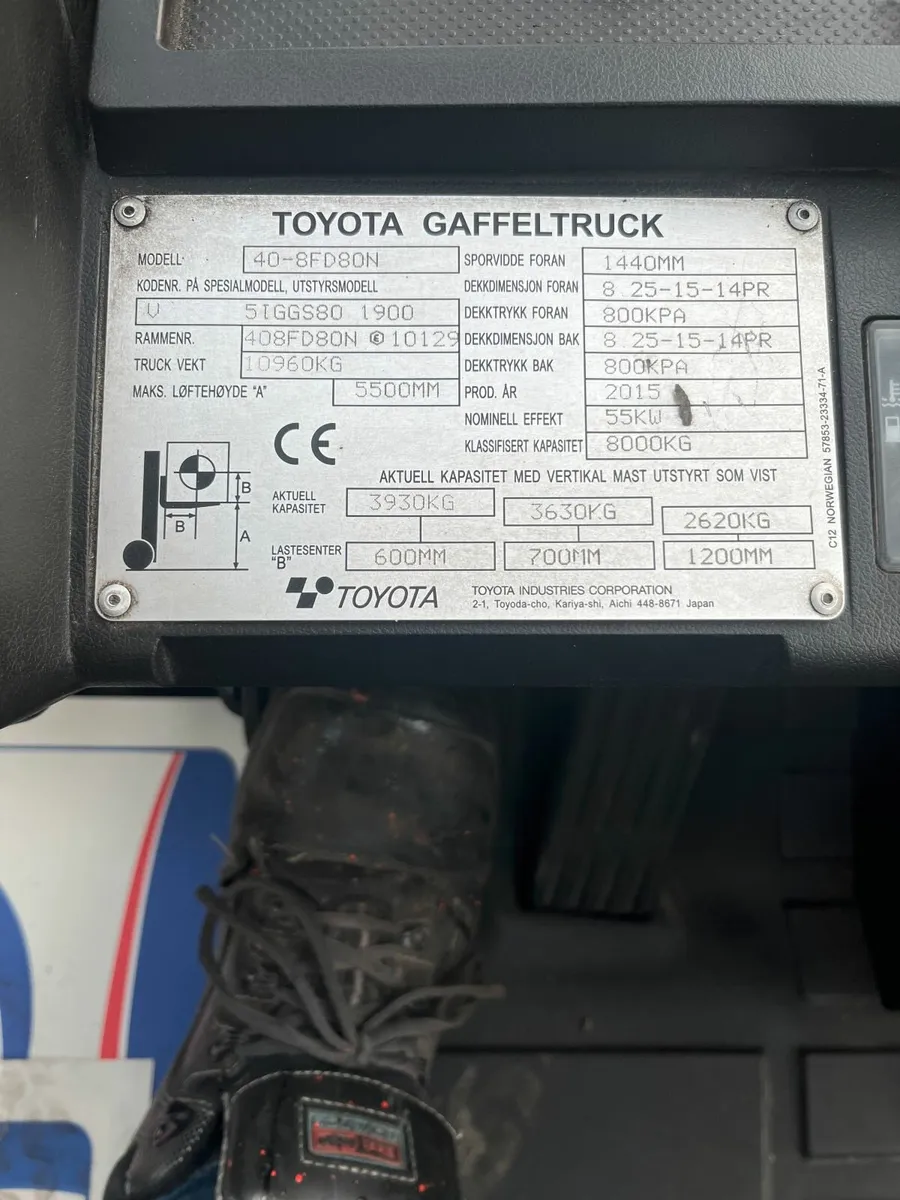 TOYOTA GAFFELTRUCK
MODELL 40-8FD80N
KODENR. PÅ SPESIALMODELL, UTSTYRSMODELL
V 5IGGS80 1900
RAMMENR. 408FD80N Ⓔ 10129
TRUCK VEKT 10960KG
MAKS. LØFTEHØYDE "A" 5500MM
SPORVIDDE FORAN 1440MM
DEKKDIMENSJON FORAN 8 25-15-14PR
DEKKTRYKK FORAN 800KPA
DEKKDIMENSJON BAK 8 25-15-14PR
DEKKTRYKK BAK 800KPA
PROD. ÅR 2015
NOMINELL EFFEKT 55KW
KLASSIFISERT KAPASITET 8000KG
CE
AKTUELL KAPASITET MED VERTIKAL MAST UTSTYRT SOM VIST
AKTUELL
KAPASITET 3930KG 3630KG 2620KG
LASTESENTER
"B" 600MM 700MM 1200MM
B
B
A
TOYOTA
TOYOTA INDUSTRIES CORPORATION
2-1, Toyoda-cho, Kariya-shi, Aichi 448-8671 Japan
C12 NORWEGIAN 57853-23334-71-A